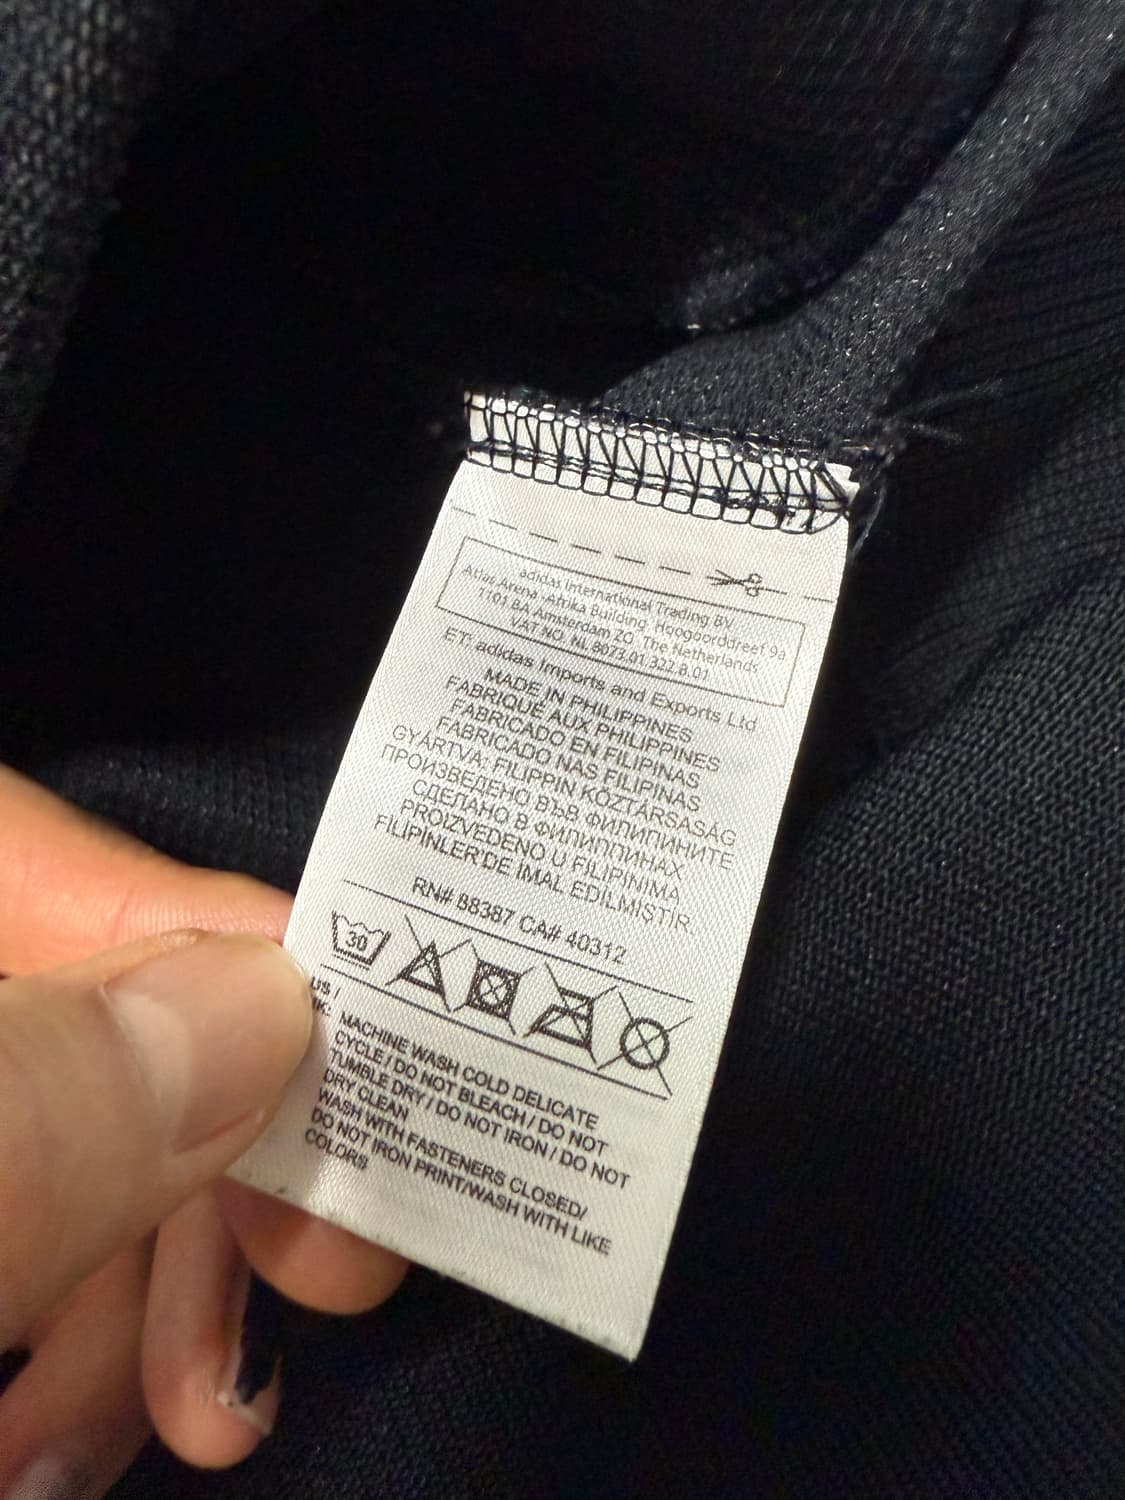 adidas International Trading BV
Atlas Arena, Afrika Building, Hoogoorddreef 9a
1101 BA Amsterdam ZO, The Netherlands
VAT NO. NL 8073.01.322.B.01
ET: adidas Imports and Exports Ltd
MADE IN PHILIPPINES
FABRIQUÉ AUX PHILIPPINES
FABRICADO EN FILIPINAS
FABRICADO NAS FILIPINAS
GYÁRTVA: FILIPPIN KÖZTÁRSASÁG
ПРОИЗВЕДЕНО ВЪВ ФИЛИПИНИТЕ
СДЕЛАНО В ФИЛИППИНАХ
PROIZVEDENO U FILIPINIMA
FILIPINLER'DE IMAL EDILMISTIR.
RN# 88387 CA# 40312
30
US /
UK: MACHINE WASH COLD DELICATE
CYCLE / DO NOT BLEACH / DO NOT
TUMBLE DRY / DO NOT IRON / DO NOT
DRY CLEAN
WASH WITH FASTENERS CLOSED/
DO NOT IRON PRINT/WASH WITH LIKE
COLORS